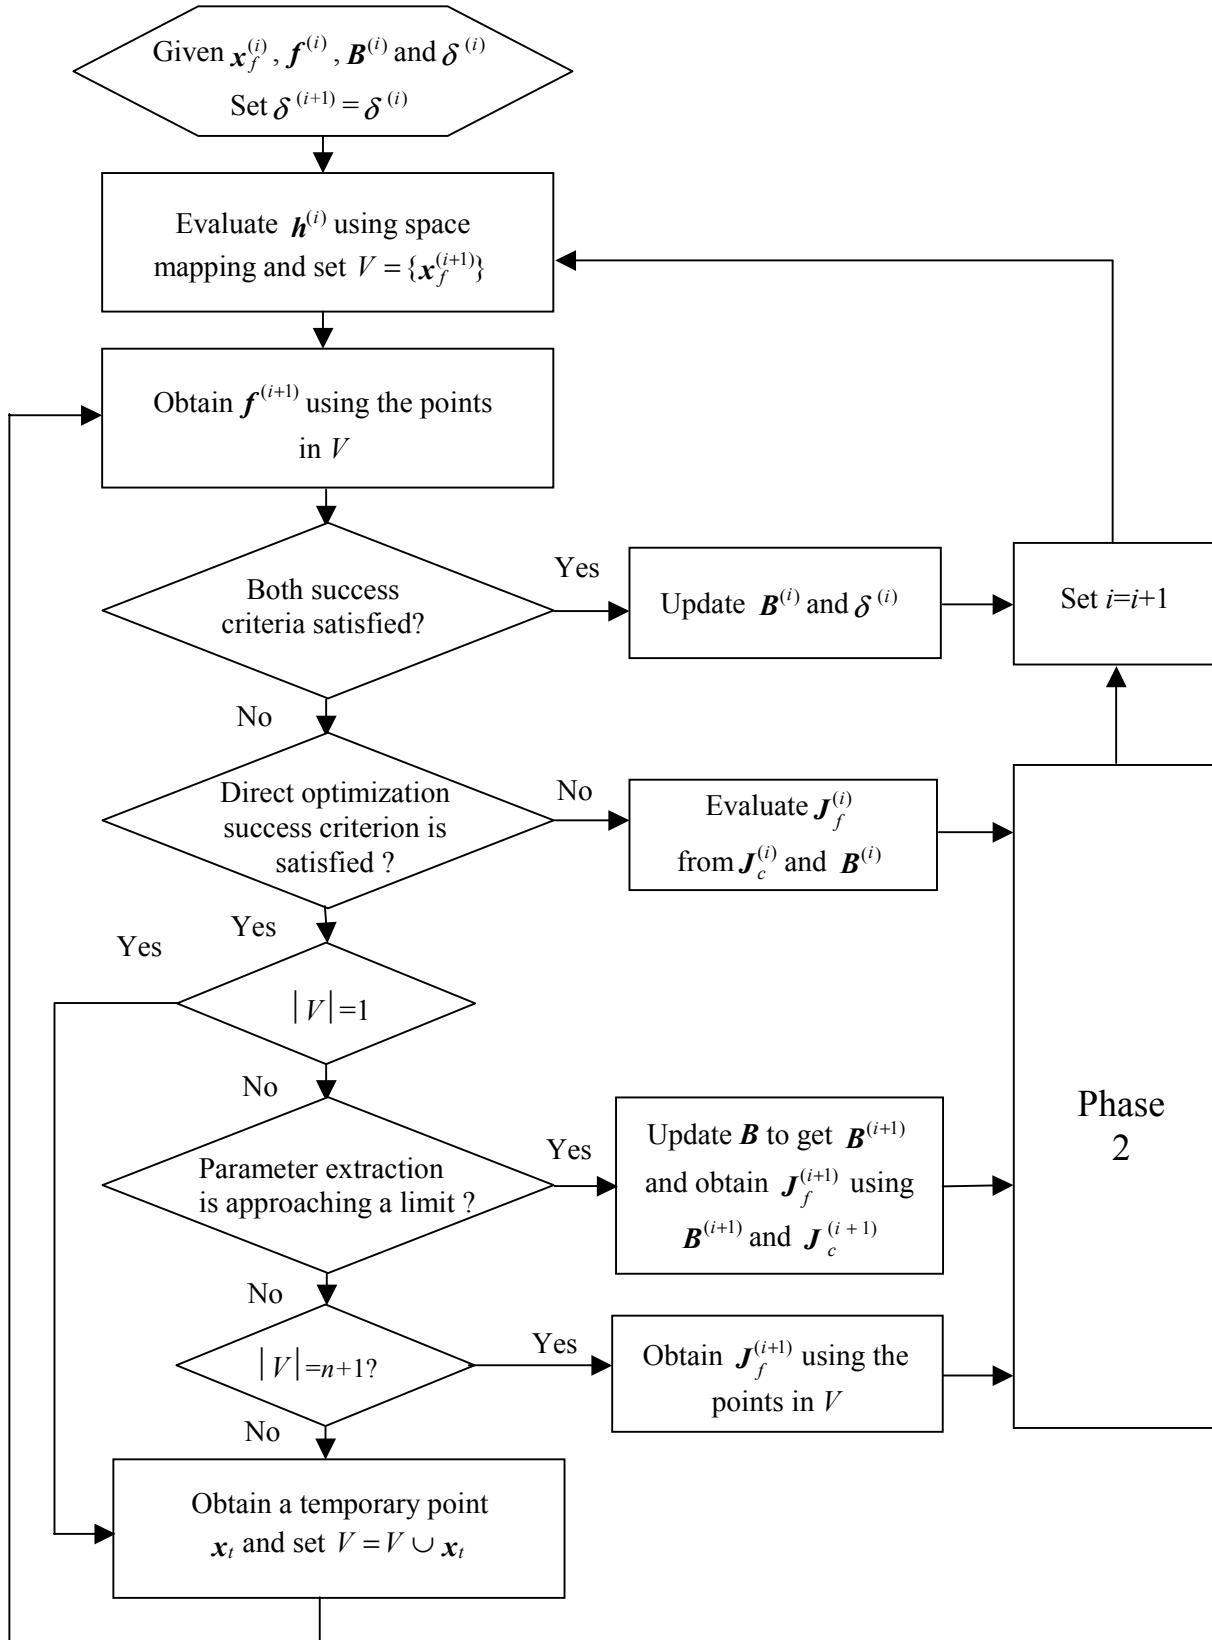 Given x_f^(i), f^(i), B^(i) and δ^(i)
Set δ^(i+1) = δ^(i)
Evaluate h^(i) using space
mapping and set V = {x_f^(i+1)}
Obtain f^(i+1) using the points
in V
Both success
criteria satisfied?
Yes
Update B^(i) and δ^(i)
Set i=i+1
No
Direct optimization
success criterion is
satisfied ?
No
Evaluate J_f^(i)
from J_c^(i) and B^(i)
Yes
Yes
|V|=1
No
Parameter extraction
is approaching a limit ?
Yes
Update B to get B^(i+1)
and obtain J_f^(i+1) using
B^(i+1) and J_c^(i+1)
Phase
2
No
|V|=n+1?
Yes
Obtain J_f^(i+1) using the
points in V
No
Obtain a temporary point
x_t and set V = V ∪ x_t